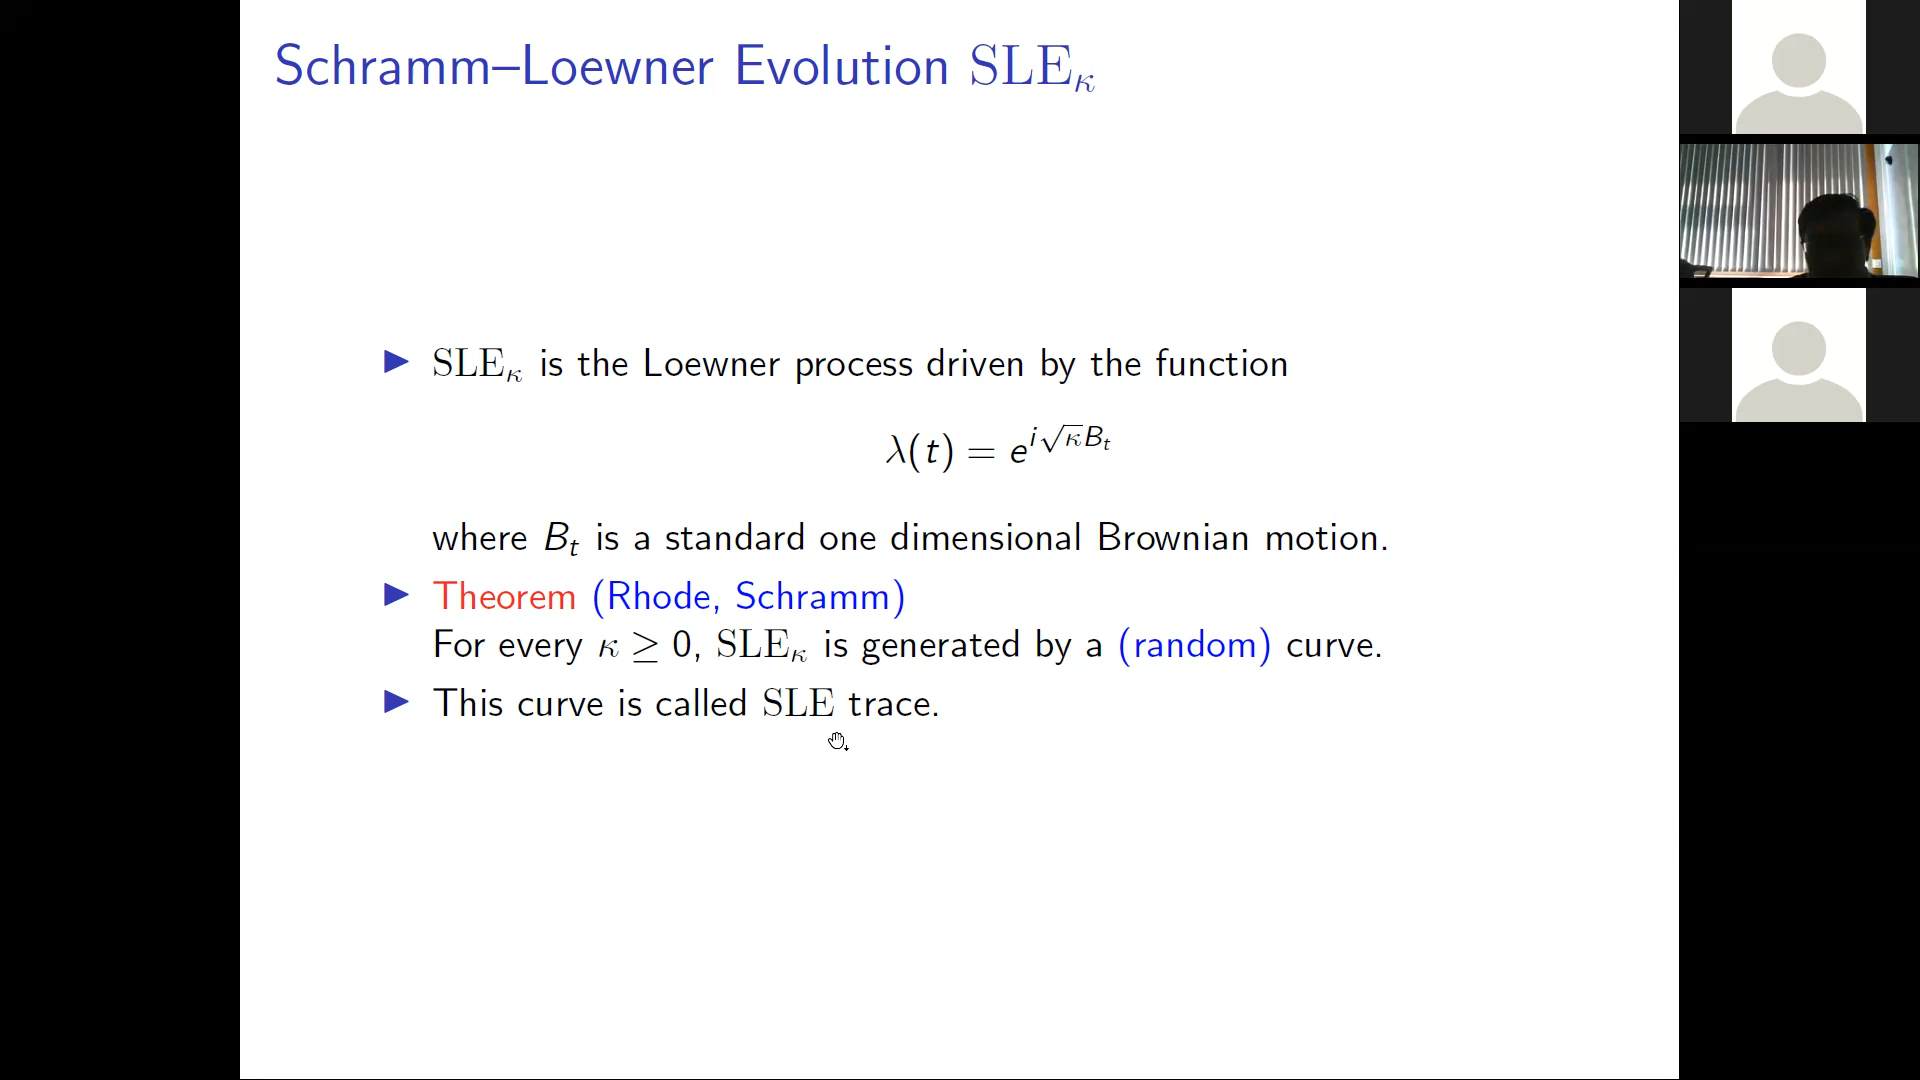 Schramm–Loewner Evolution SLE_κ
▶ SLE_κ is the Loewner process driven by the function
λ(t) = e^{i√κB_t}
where B_t is a standard one dimensional Brownian motion.
▶ Theorem (Rhode, Schramm)
For every κ ≥ 0, SLE_κ is generated by a (random) curve.
▶ This curve is called SLE trace.